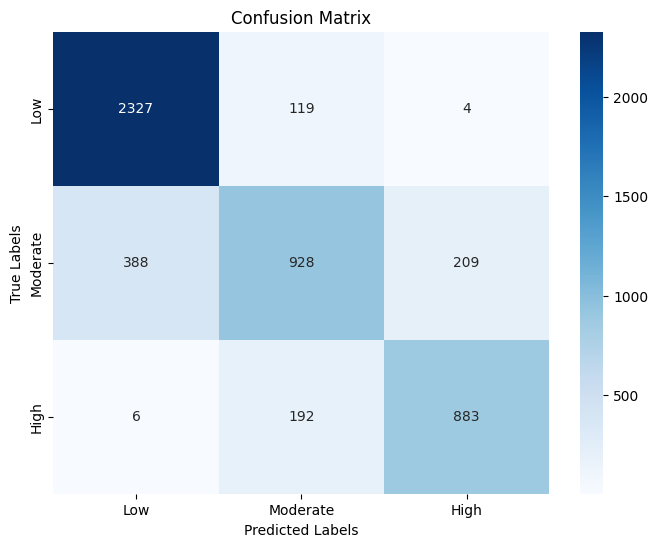 Confusion Matrix
True Labels
Low
Moderate
High
2327 119 4
388 928 209
6 192 883
Low Moderate High
Predicted Labels
2000
1500
1000
500